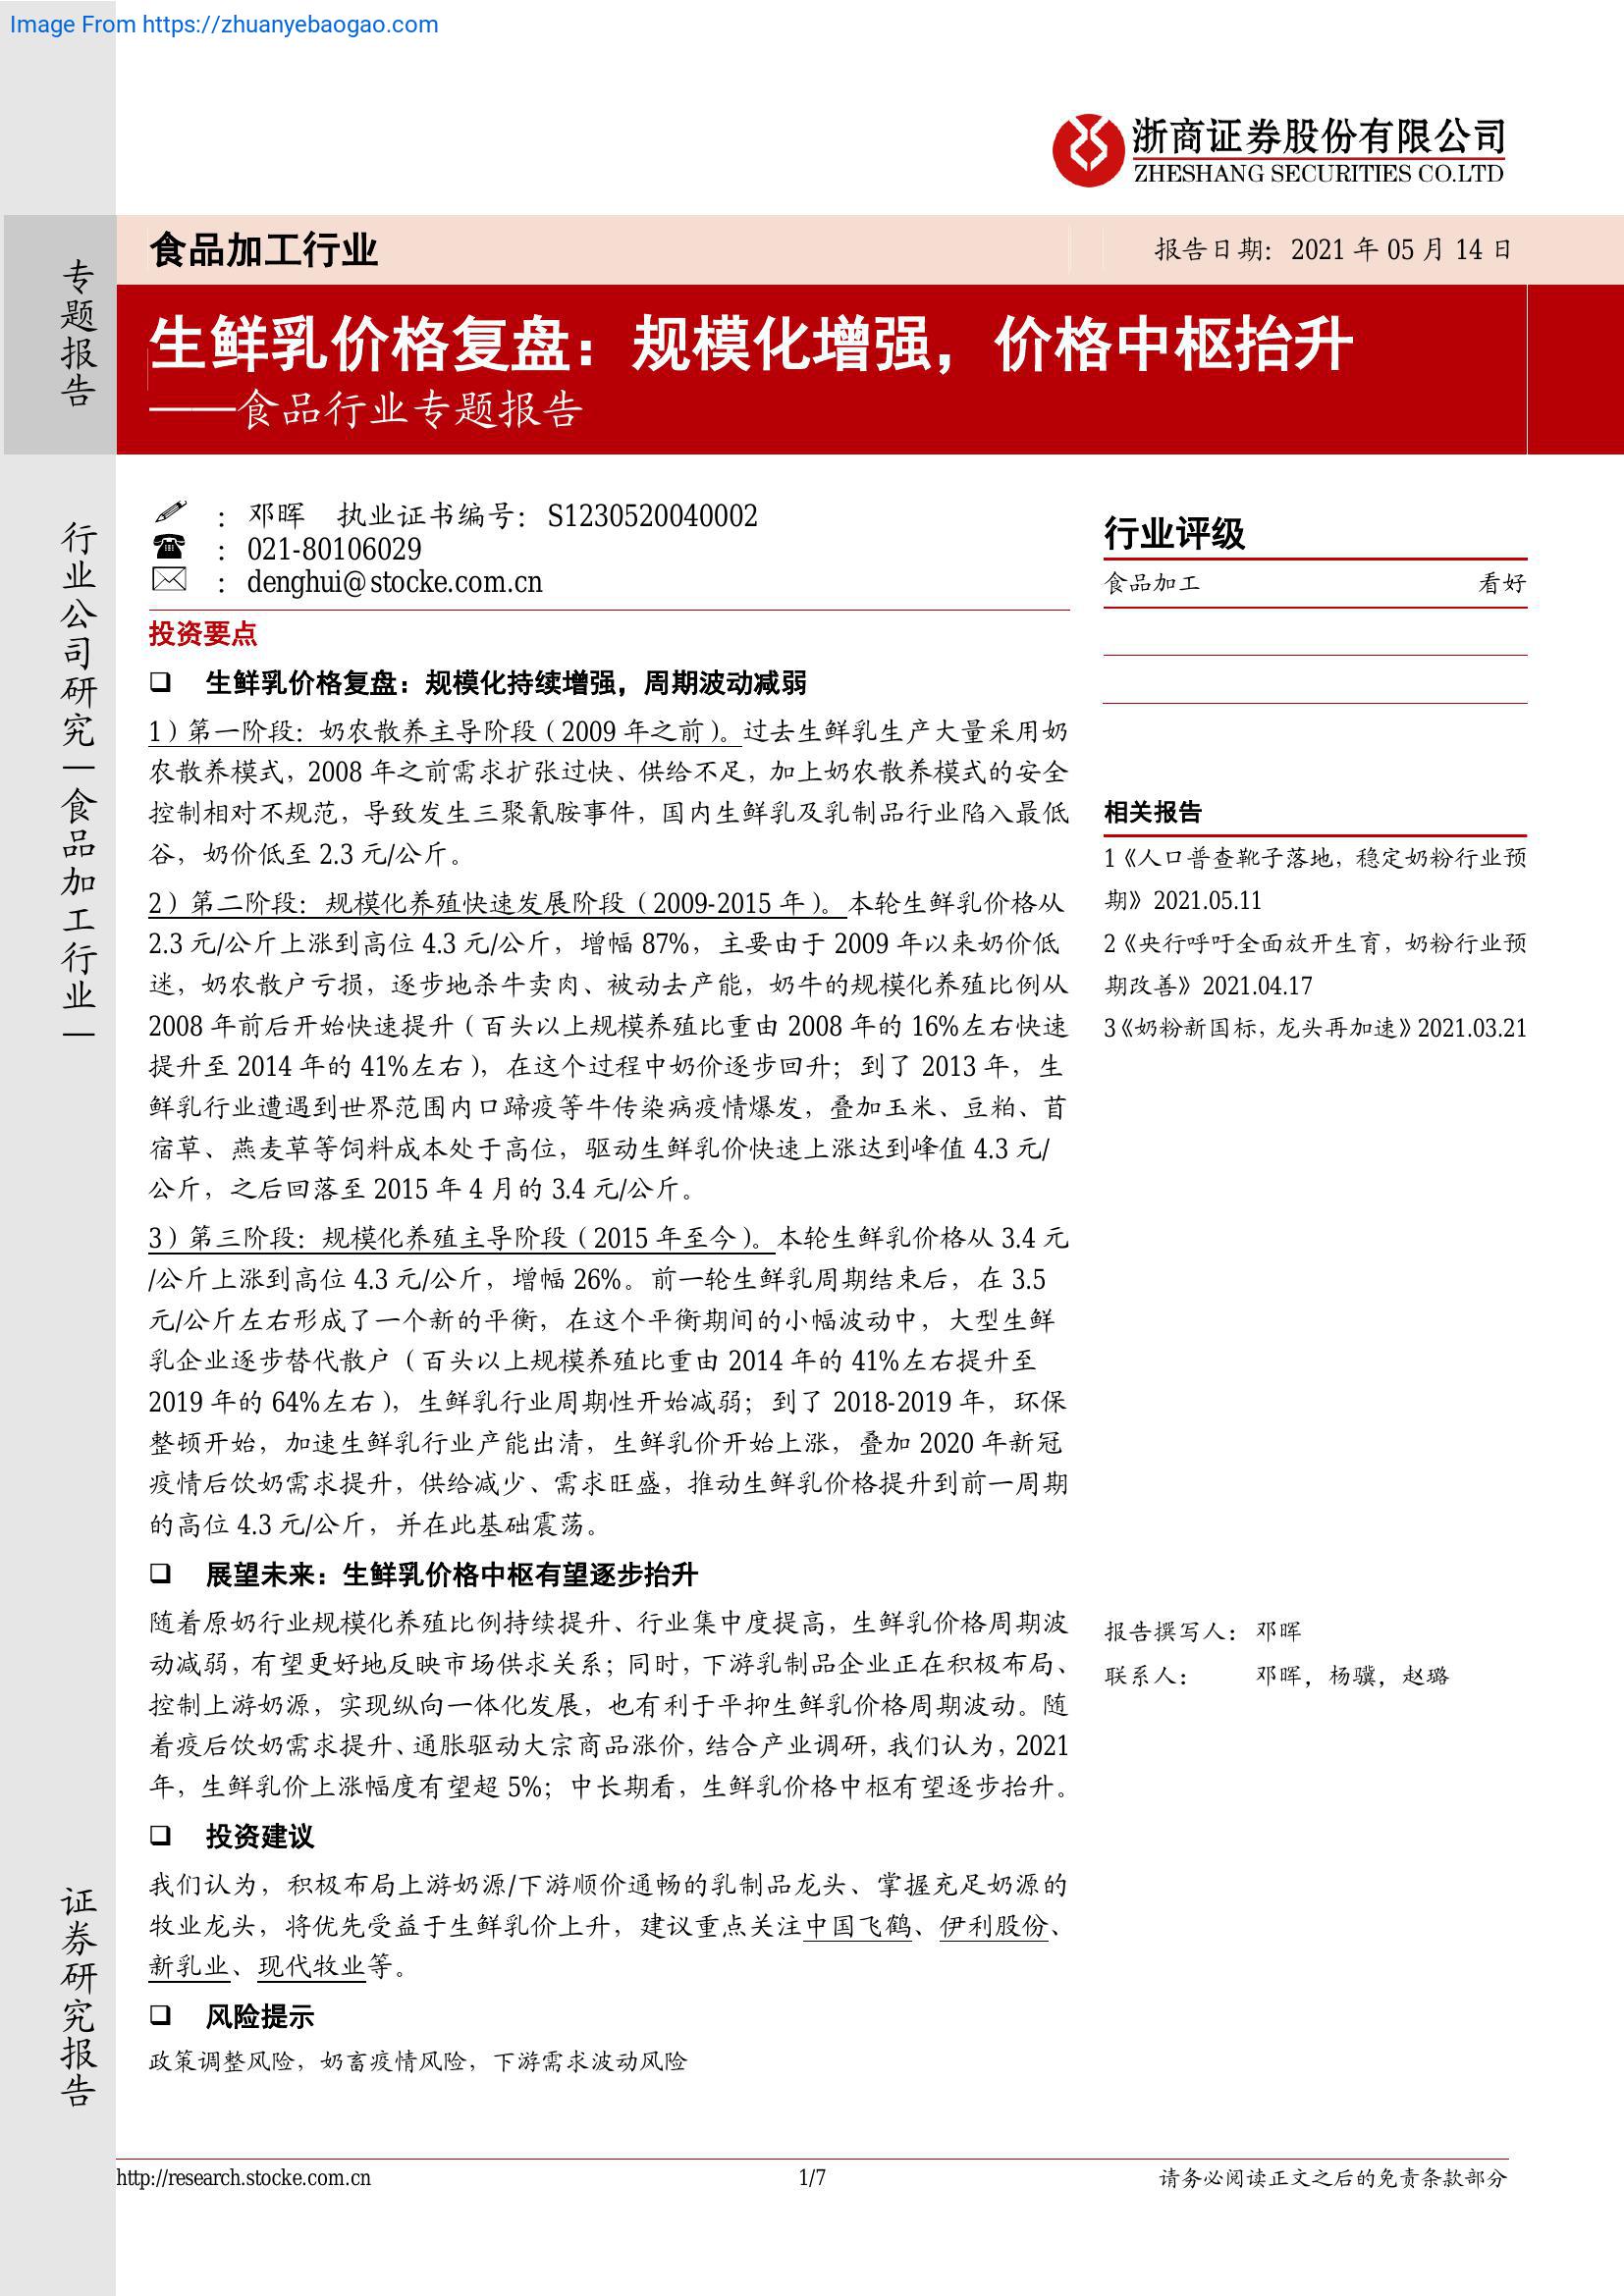 Image From https://zhuanyebaogao.com
浙商证券股份有限公司
ZHESHANG SECURITIES CO.LTD
专题报告
食品加工行业
报告日期：2021 年 05 月 14 日
生鲜乳价格复盘：规模化增强，价格中枢抬升
——食品行业专题报告
行业公司研究|食品加工行业|
证券研究报告
： 邓晖 执业证书编号：S1230520040002
： 021-80106029
： denghui@stocke.com.cn
投资要点
❑ 生鲜乳价格复盘：规模化持续增强，周期波动减弱
1）第一阶段：奶农散养主导阶段（2009 年之前）。过去生鲜乳生产大量采用奶
农散养模式，2008 年之前需求扩张过快、供给不足，加上奶农散养模式的安全
控制相对不规范，导致发生三聚氰胺事件，国内生鲜乳及乳制品行业陷入最低
谷，奶价低至 2.3 元/公斤。
2）第二阶段：规模化养殖快速发展阶段（2009-2015 年）。本轮生鲜乳价格从
2.3 元/公斤上涨到高位 4.3 元/公斤，增幅 87%，主要由于 2009 年以来奶价低
迷，奶农散户亏损，逐步地杀牛卖肉、被动去产能，奶牛的规模化养殖比例从
2008 年前后开始快速提升（百头以上规模养殖比重由 2008 年的 16%左右快速
提升至 2014 年的 41%左右），在这个过程中奶价逐步回升；到了 2013 年，生
鲜乳行业遭遇到世界范围内口蹄疫等牛传染病疫情爆发，叠加玉米、豆粕、苜
宿草、燕麦草等饲料成本处于高位，驱动生鲜乳价快速上涨达到峰值 4.3 元/
公斤，之后回落至 2015 年 4 月的 3.4 元/公斤。
3）第三阶段：规模化养殖主导阶段（2015 年至今）。本轮生鲜乳价格从 3.4 元
/公斤上涨到高位 4.3 元/公斤，增幅 26%。前一轮生鲜乳周期结束后，在 3.5
元/公斤左右形成了一个新的平衡，在这个平衡期间的小幅波动中，大型生鲜
乳企业逐步替代散户（百头以上规模养殖比重由 2014 年的 41%左右提升至
2019 年的 64%左右），生鲜乳行业周期性开始减弱；到了 2018-2019 年，环保
整顿开始，加速生鲜乳行业产能出清，生鲜乳价开始上涨，叠加 2020 年新冠
疫情后饮奶需求提升，供给减少、需求旺盛，推动生鲜乳价格提升到前一周期
的高位 4.3 元/公斤，并在此基础震荡。
❑ 展望未来：生鲜乳价格中枢有望逐步抬升
随着原奶行业规模化养殖比例持续提升、行业集中度提高，生鲜乳价格周期波
动减弱，有望更好地反映市场供求关系；同时，下游乳制品企业正在积极布局、
控制上游奶源，实现纵向一体化发展，也有利于平抑生鲜乳价格周期波动。随
着疫后饮奶需求提升、通胀驱动大宗商品涨价，结合产业调研，我们认为，2021
年，生鲜乳价上涨幅度有望超 5%；中长期看，生鲜乳价格中枢有望逐步抬升。
❑ 投资建议
我们认为，积极布局上游奶源/下游顺价通畅的乳制品龙头、掌握充足奶源的
牧业龙头，将优先受益于生鲜乳价上升，建议重点关注中国飞鹤、伊利股份、
新乳业、现代牧业等。
❑ 风险提示
政策调整风险，奶畜疫情风险，下游需求波动风险
行业评级
食品加工 看好
相关报告
1《人口普查靴子落地，稳定奶粉行业预
期》2021.05.11
2《央行呼吁全面放开生育，奶粉行业预
期改善》2021.04.17
3《奶粉新国标，龙头再加速》2021.03.21
报告撰写人： 邓晖
联系人： 邓晖，杨骥，赵璐
http://research.stocke.com.cn
1/7
请务必阅读正文之后的免责条款部分